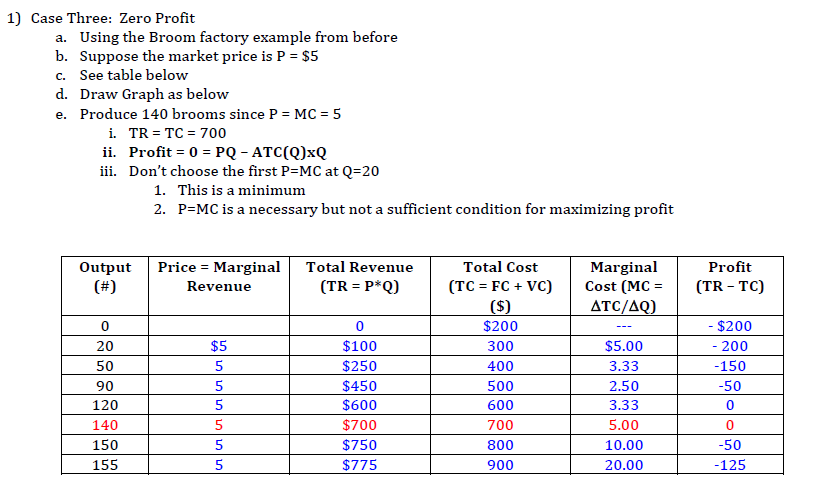 1) Case Three: Zero Profit
a. Using the Broom factory example from before
b. Suppose the market price is P = $5
c. See table below
d. Draw Graph as below
e. Produce 140 brooms since P = MC = 5
i. TR = TC = 700
ii. Profit = 0 = PQ – ATC(Q)xQ
iii. Don't choose the first P=MC at Q=20
1. This is a minimum
2. P=MC is a necessary but not a sufficient condition for maximizing profit
Output (#) Price = Marginal Revenue Total Revenue (TR = P*Q) Total Cost (TC = FC + VC) ($) Marginal Cost (MC = ΔTC/ΔQ) Profit (TR – TC)
0 0 $200 --- - $200
20 $5 $100 300 $5.00 - 200
50 5 $250 400 3.33 -150
90 5 $450 500 2.50 -50
120 5 $600 600 3.33 0
140 5 $700 700 5.00 0
150 5 $750 800 10.00 -50
155 5 $775 900 20.00 -125